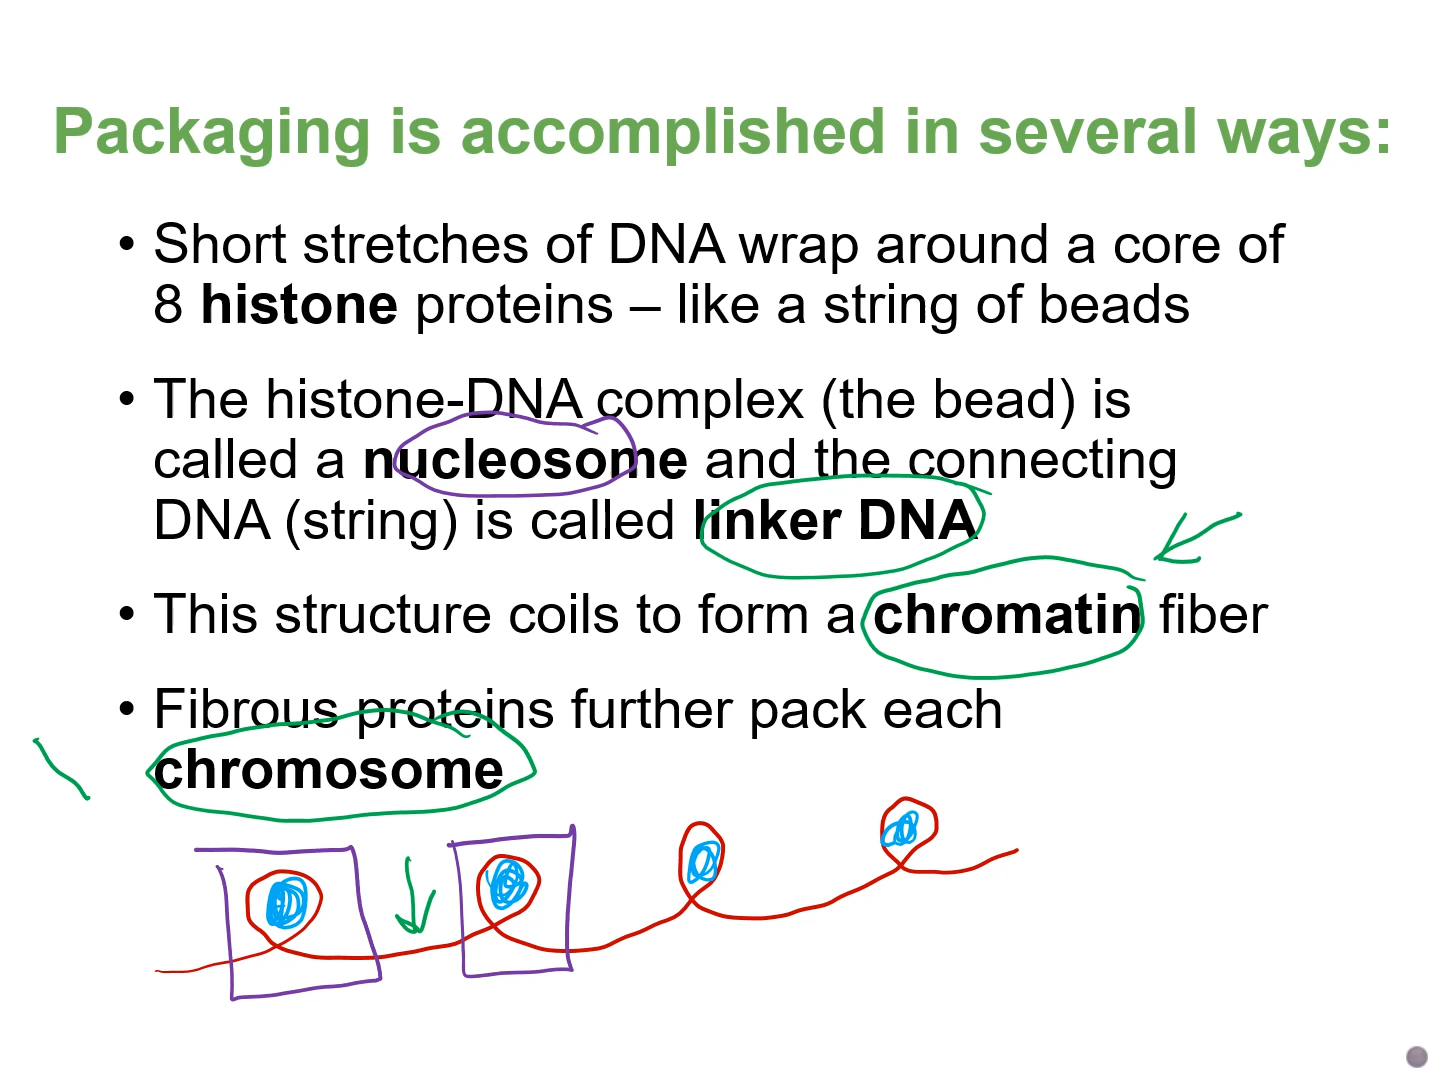 Packaging is accomplished in several ways:
• Short stretches of DNA wrap around a core of
8 histone proteins – like a string of beads
• The histone-DNA complex (the bead) is
called a nucleosome and the connecting
DNA (string) is called linker DNA
• This structure coils to form a chromatin fiber
• Fibrous proteins further pack each
chromosome